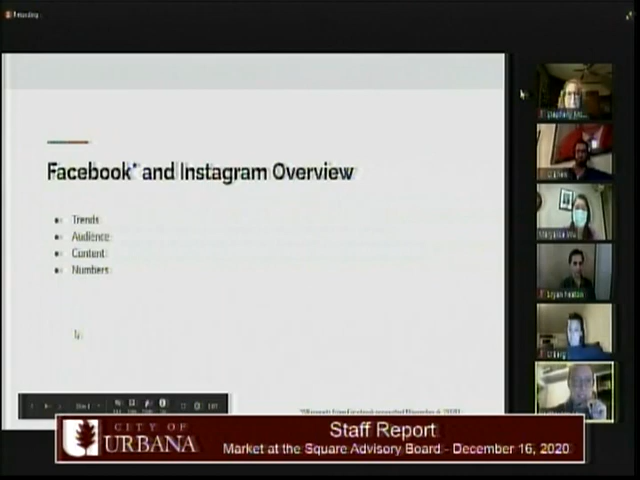 Facebook* and Instagram Overview
Trends
Audience
Content
Numbers
CITY OF
URBANA
Staff Report
Market at the Square Advisory Board - December 16, 2020